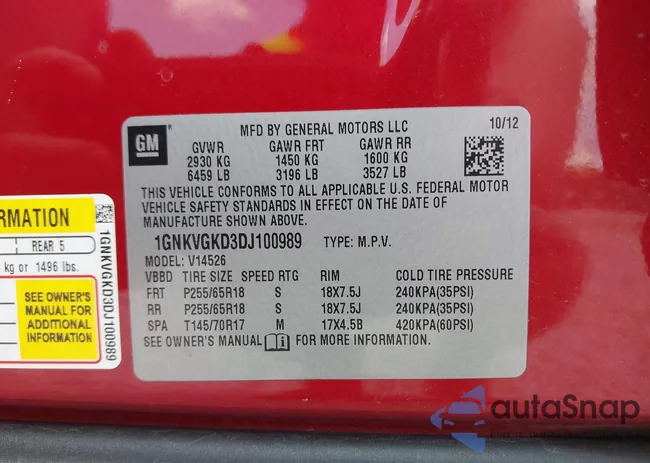 MFD BY GENERAL MOTORS LLC 10/12
GM
GVWR GAWR FRT GAWR RR
2930 KG 1450 KG 1600 KG
6459 LB 3196 LB 3527 LB
THIS VEHICLE CONFORMS TO ALL APPLICABLE U.S. FEDERAL MOTOR
VEHICLE SAFETY STANDARDS IN EFFECT ON THE DATE OF
MANUFACTURE SHOWN ABOVE.
1GNKVGKD3DJ100989 TYPE: M.P.V.
MODEL: V14526
VBBD TIRE SIZE SPEED RTG RIM COLD TIRE PRESSURE
FRT P255/65R18 S 18X7.5J 240KPA(35PSI)
RR P255/65R18 S 18X7.5J 240KPA(35PSI)
SPA T145/70R17 M 17X4.5B 420KPA(60PSI)
SEE OWNER'S MANUAL FOR MORE INFORMATION.
RMATION
REAR 5
kg or 1496 lbs.
SEE OWNER'S
MANUAL FOR
ADDITIONAL
INFORMATION
1GNKVGKD3DJ100989
autaSnap